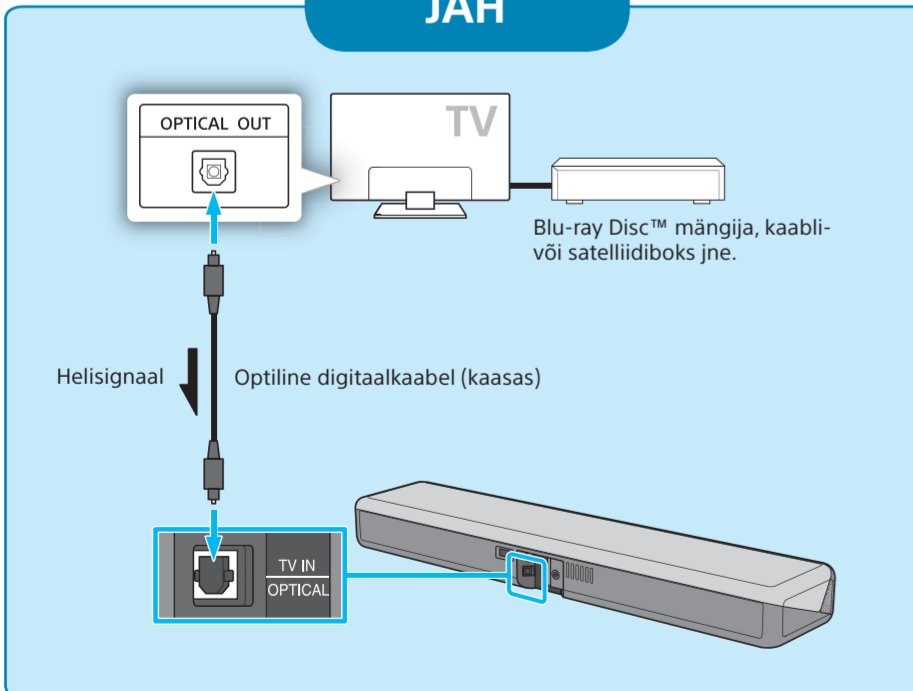 JAH
OPTICAL OUT
TV
Blu-ray Disc™ mängija, kaabli-
või satelliidiboks jne.
Helisignaal
Optiline digitaalkaabel (kaasas)
TV IN
OPTICAL